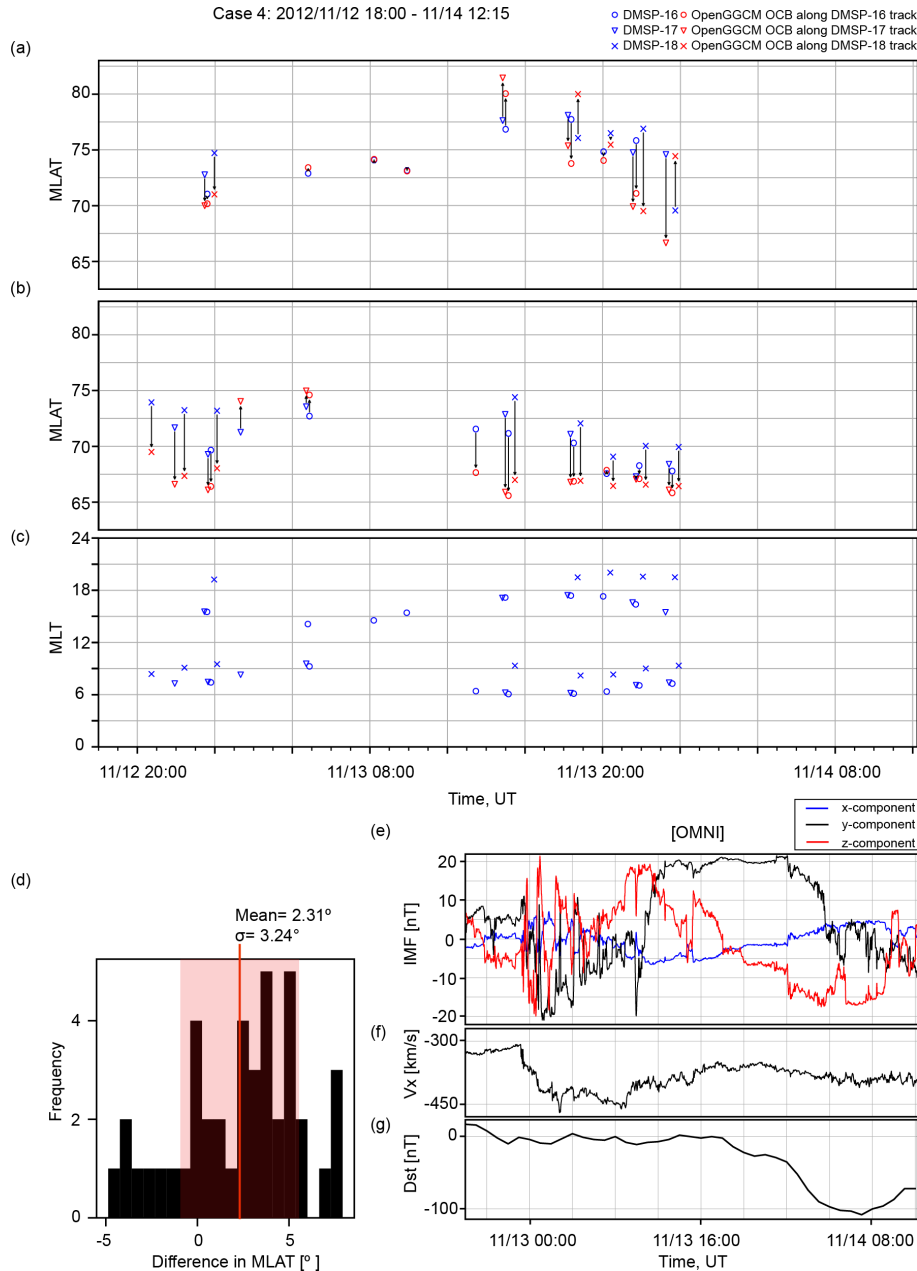 Case 4: 2012/11/12 18:00 - 11/14 12:15
DMSP-16 OpenGGCM OCB along DMSP-16 track
DMSP-17 OpenGGCM OCB along DMSP-17 track
DMSP-18 OpenGGCM OCB along DMSP-18 track
(a)
80
75
70
65
MLAT
(b)
80
75
70
65
MLAT
(c)
24
18
12
6
0
MLT
11/12 20:00 11/13 08:00 11/13 20:00 11/14 08:00
Time, UT
(d)
Mean= 2.31º
σ= 3.24°
4
2
0
Frequency
-5 0 5
Difference in MLAT [º ]
(e)
[OMNI]
x-component
y-component
z-component
20
10
0
-10
-20
IMF [nT]
(f)
-300
-450
Vx [km/s]
(g)
0
-100
Dst [nT]
11/13 00:00 11/13 16:00 11/14 08:00
Time, UT